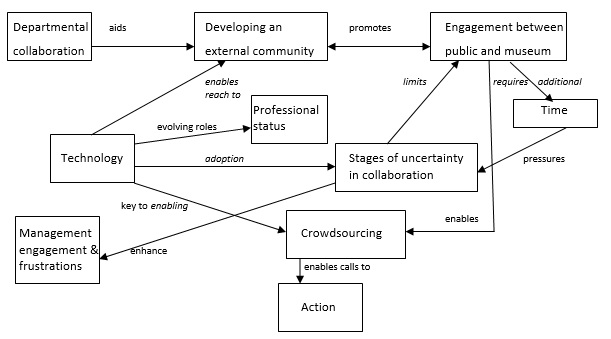 Departmental
collaboration
aids
Developing an
external community
promotes
Engagement between
public and museum
enables
reach to
limits
requires additional
Time
Professional
status
evolving roles
Technology
adoption
Stages of uncertainty
in collaboration
pressures
key to enabling
Management
engagement &
frustrations
enhance
Crowdsourcing
enables
enables calls to
Action